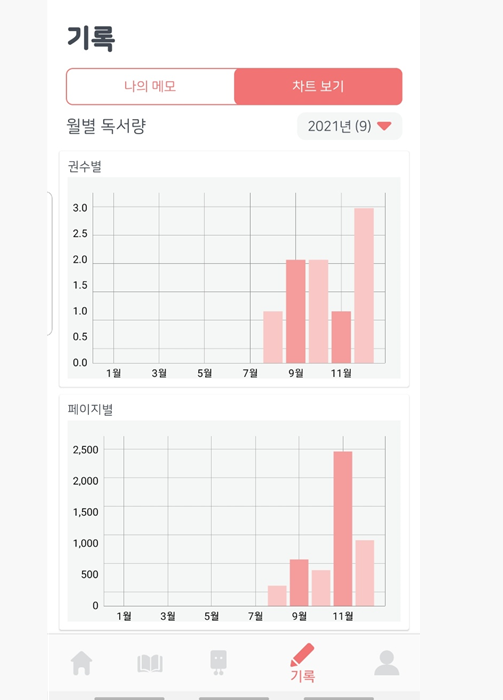 기록
나의 메모
차트 보기
월별 독서량
2021년 (9)
권수별
3.0
2.5
2.0
1.5
1.0
0.5
0.0
1월 3월 5월 7월 9월 11월
페이지별
2,500
2,000
1,500
1,000
500
0
1월 3월 5월 7월 9월 11월
기록